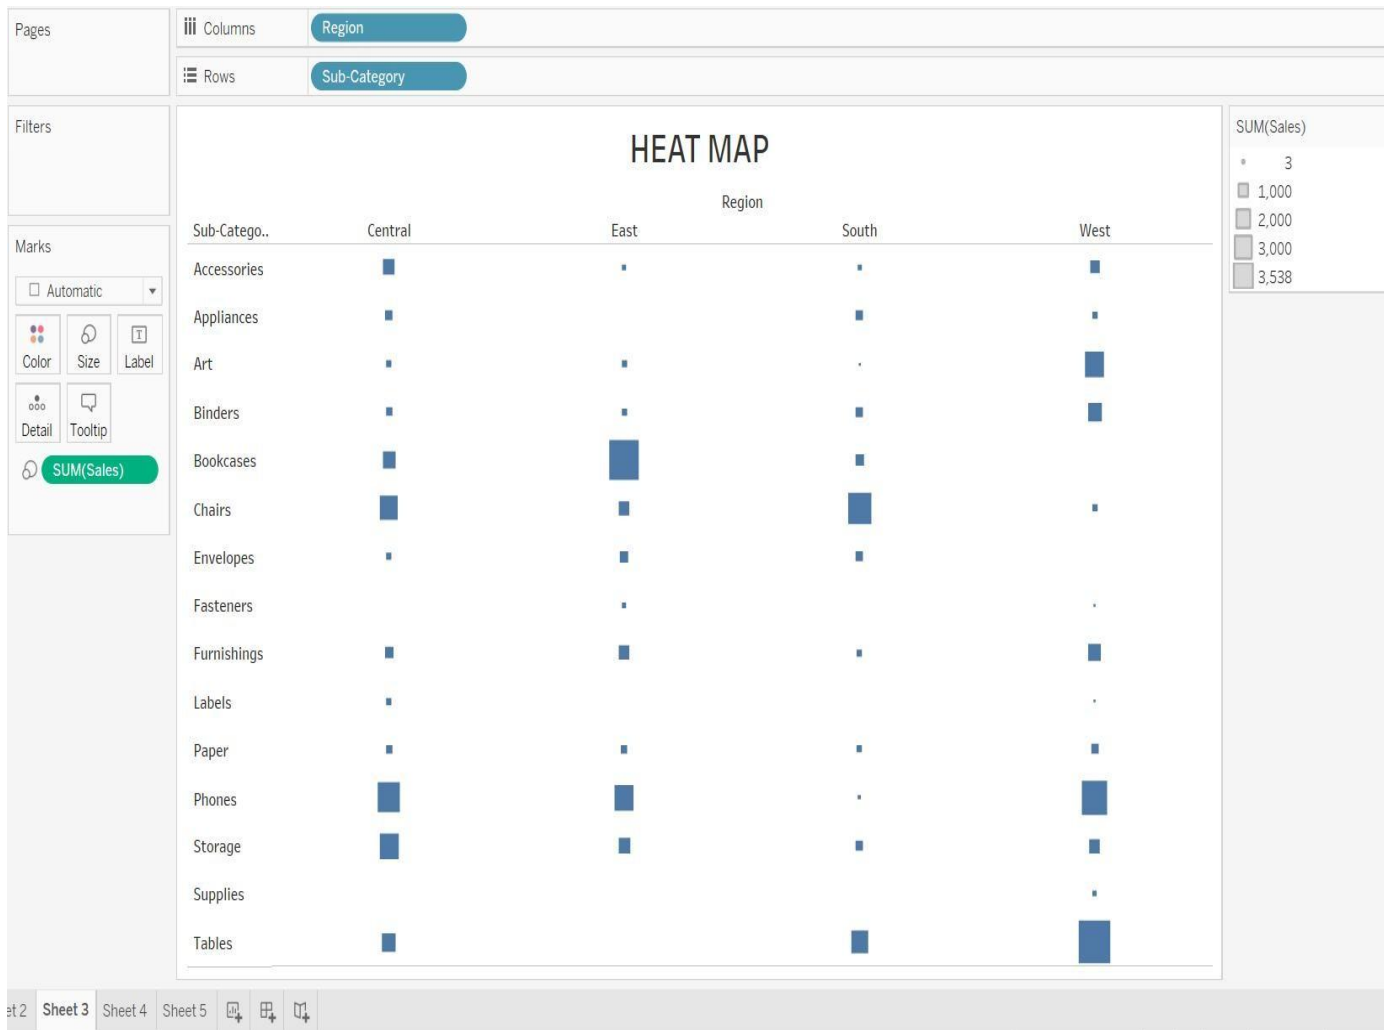 Pages
Columns
Region
Rows
Sub-Category
Filters
Marks
Automatic
Color
Size
Label
Detail
Tooltip
SUM(Sales)
HEAT MAP
Region
Sub-Catego.. Central East South West
Accessories
Appliances
Art
Binders
Bookcases
Chairs
Envelopes
Fasteners
Furnishings
Labels
Paper
Phones
Storage
Supplies
Tables
SUM(Sales)
3
1,000
2,000
3,000
3,538
et 2 Sheet 3 Sheet 4 Sheet 5